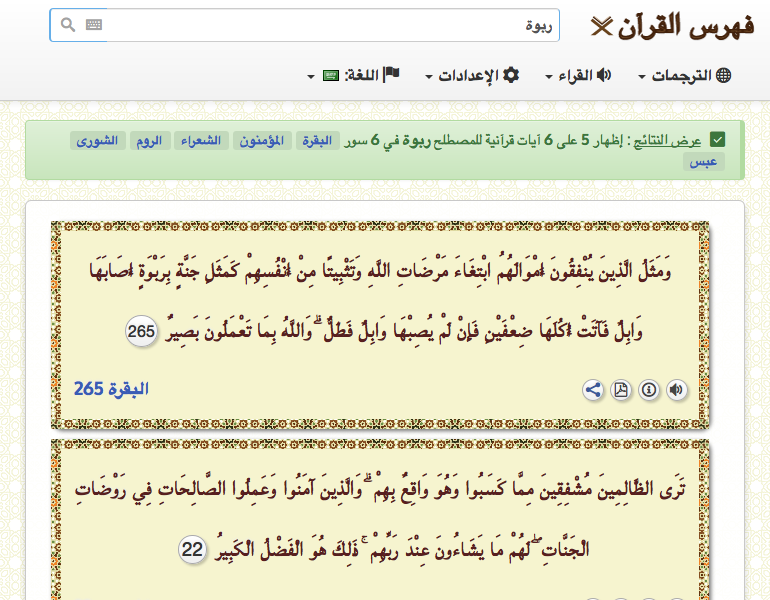 فهرس القرآن
ربوة
الترجمات القراء الإعدادات اللغة:
عرض النتائج : إظهار 5 على 6 آيات قرآنية للمصطلح ربوة في 6 سور البقرة المؤمنون الشعراء الروم الشورى
عبس
وَمَثَلُ الَّذِينَ يُنْفِقُونَ أَمْوَالَهُمُ ابْتِغَاءَ مَرْضَاتِ اللَّهِ وَتَثْبِيتًا مِنْ أَنْفُسِهِمْ كَمَثَلِ جَنَّةٍ بِرَبْوَةٍ أَصَابَهَا
وَابِلٌ فَآتَتْ أُكُلَهَا ضِعْفَيْنِ فَإِنْ لَمْ يُصِبْهَا وَابِلٌ فَطَلٌّ ۗ وَاللَّهُ بِمَا تَعْمَلُونَ بَصِيرٌ 265
البقرة 265
تَرَى الظَّالِمِينَ مُشْفِقِينَ مِمَّا كَسَبُوا وَهُوَ وَاقِعٌ بِهِمْ ۗ وَالَّذِينَ آمَنُوا وَعَمِلُوا الصَّالِحَاتِ فِي رَوْضَاتِ
الْجَنَّاتِ ۖ لَهُمْ مَا يَشَاءُونَ عِنْدَ رَبِّهِمْ ۚ ذَٰلِكَ هُوَ الْفَضْلُ الْكَبِيرُ 22